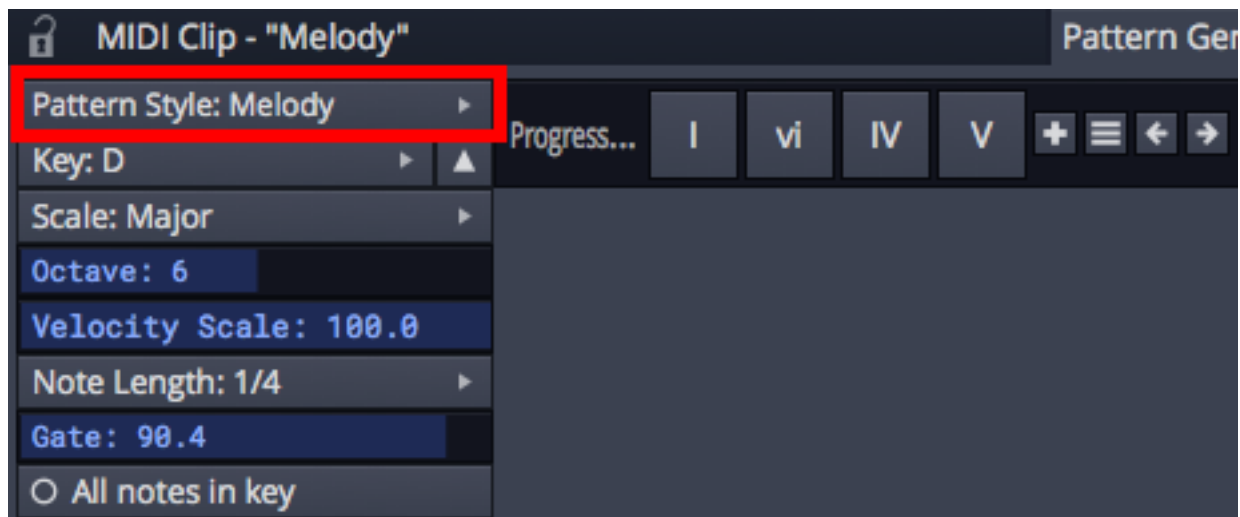 MIDI Clip - "Melody"
Pattern Gen
Pattern Style: Melody
Progress... I vi IV V
Key: D
Scale: Major
Octave: 6
Velocity Scale: 100.0
Note Length: 1/4
Gate: 90.4
All notes in key